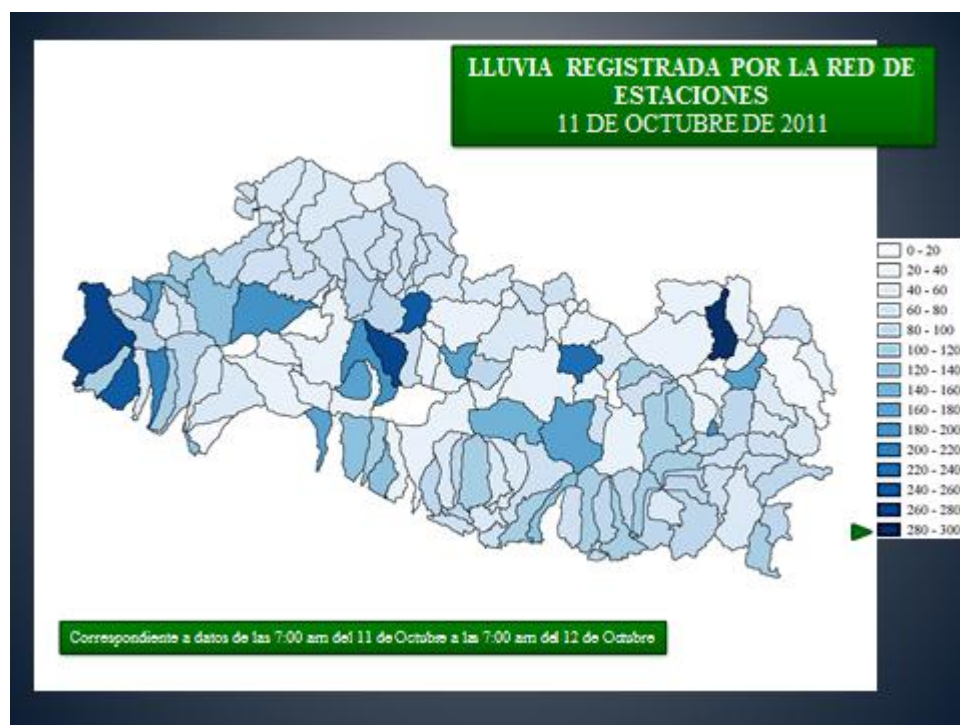 LLUVIA REGISTRADA POR LA RED DE
ESTACIONES
11 DE OCTUBRE DE 2011
0 - 20
20 - 40
40 - 60
60 - 80
80 - 100
100 - 120
120 - 140
140 - 160
160 - 180
180 - 200
200 - 220
220 - 240
240 - 260
260 - 280
280 - 300
Correspondiente a datos de las 7:00 am del 11 de Octubre a las 7:00 am del 12 de Octubre